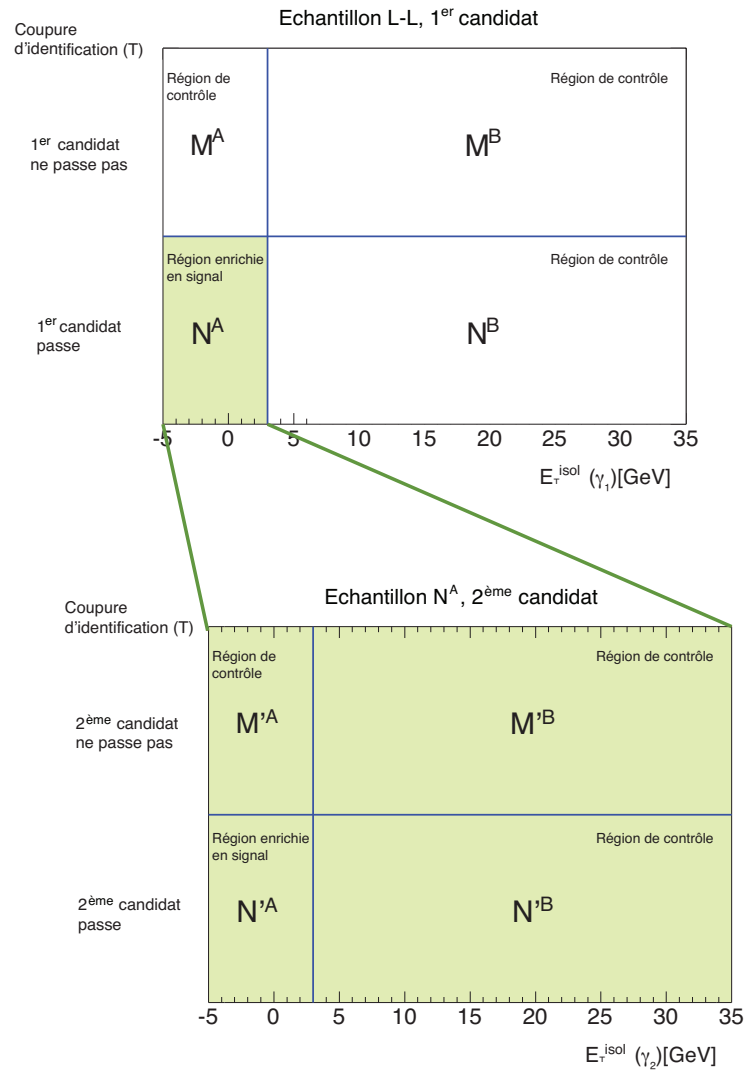 Echantillon L-L, 1er candidat
Coupure
d'identification (T)
Région de
contrôle
Région de contrôle
1er candidat
ne passe pas
MA
MB
Région enrichie
en signal
Région de contrôle
1er candidat
passe
NA
NB
-5 0 5 10 15 20 25 30 35
ETisol (γ1)[GeV]
Echantillon NA, 2ème candidat
Coupure
d'identification (T)
Région de
contrôle
Région de contrôle
2ème candidat
ne passe pas
M'A
M'B
Région enrichie
en signal
Région de contrôle
2ème candidat
passe
N'A
N'B
-5 0 5 10 15 20 25 30 35
ETisol (γ2)[GeV]